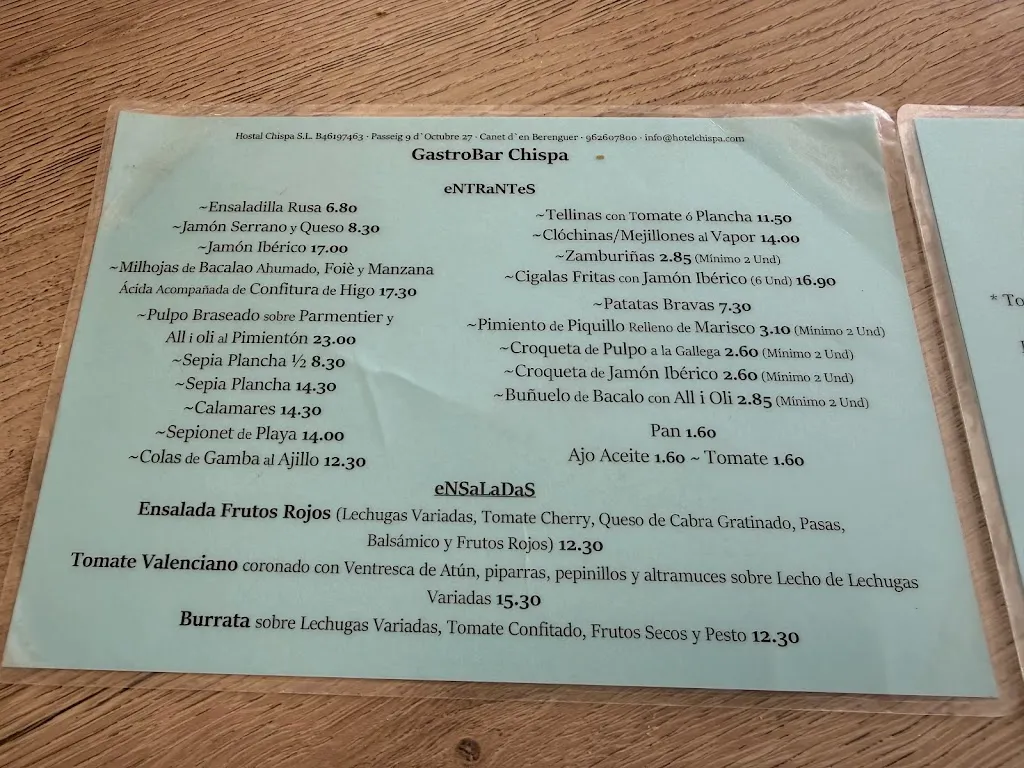 Hostal Chispa S.L. B46197463 · Passeig 9 d´Octubre 27 · Canet d´en Berenguer · 962607800 · info@hotelchispa.com
GastroBar Chispa
eNTRaNTeS
~Ensaladilla Rusa 6.80
~Jamón Serrano y Queso 8.30
~Jamón Ibérico 17.00
~Milhojas de Bacalao Ahumado, Foiè y Manzana
Ácida Acompañada de Confitura de Higo 17.30
~Pulpo Braseado sobre Parmentier y
All i oli al Pimientón 23.00
~Sepia Plancha ½ 8.30
~Sepia Plancha 14.30
~Calamares 14.30
~Sepionet de Playa 14.00
~Colas de Gamba al Ajillo 12.30
~Tellinas con Tomate ó Plancha 11.50
~Clóchinas/Mejillones al Vapor 14.00
~Zamburiñas 2.85 (Mínimo 2 Und)
~Cigalas Fritas con Jamón Ibérico (6 Und) 16.90
~Patatas Bravas 7.30
~Pimiento de Piquillo Relleno de Marisco 3.10 (Mínimo 2 Und)
~Croqueta de Pulpo a la Gallega 2.60 (Mínimo 2 Und)
~Croqueta de Jamón Ibérico 2.60 (Mínimo 2 Und)
~Buñuelo de Bacalo con All i Oli 2.85 (Mínimo 2 Und)
Pan 1.60
Ajo Aceite 1.60 ~ Tomate 1.60
eNSaLaDaS
Ensalada Frutos Rojos (Lechugas Variadas, Tomate Cherry, Queso de Cabra Gratinado, Pasas,
Balsámico y Frutos Rojos) 12.30
Tomate Valenciano coronado con Ventresca de Atún, piparras, pepinillos y altramuces sobre Lecho de Lechugas
Variadas 15.30
Burrata sobre Lechugas Variadas, Tomate Confitado, Frutos Secos y Pesto 12.30
* To